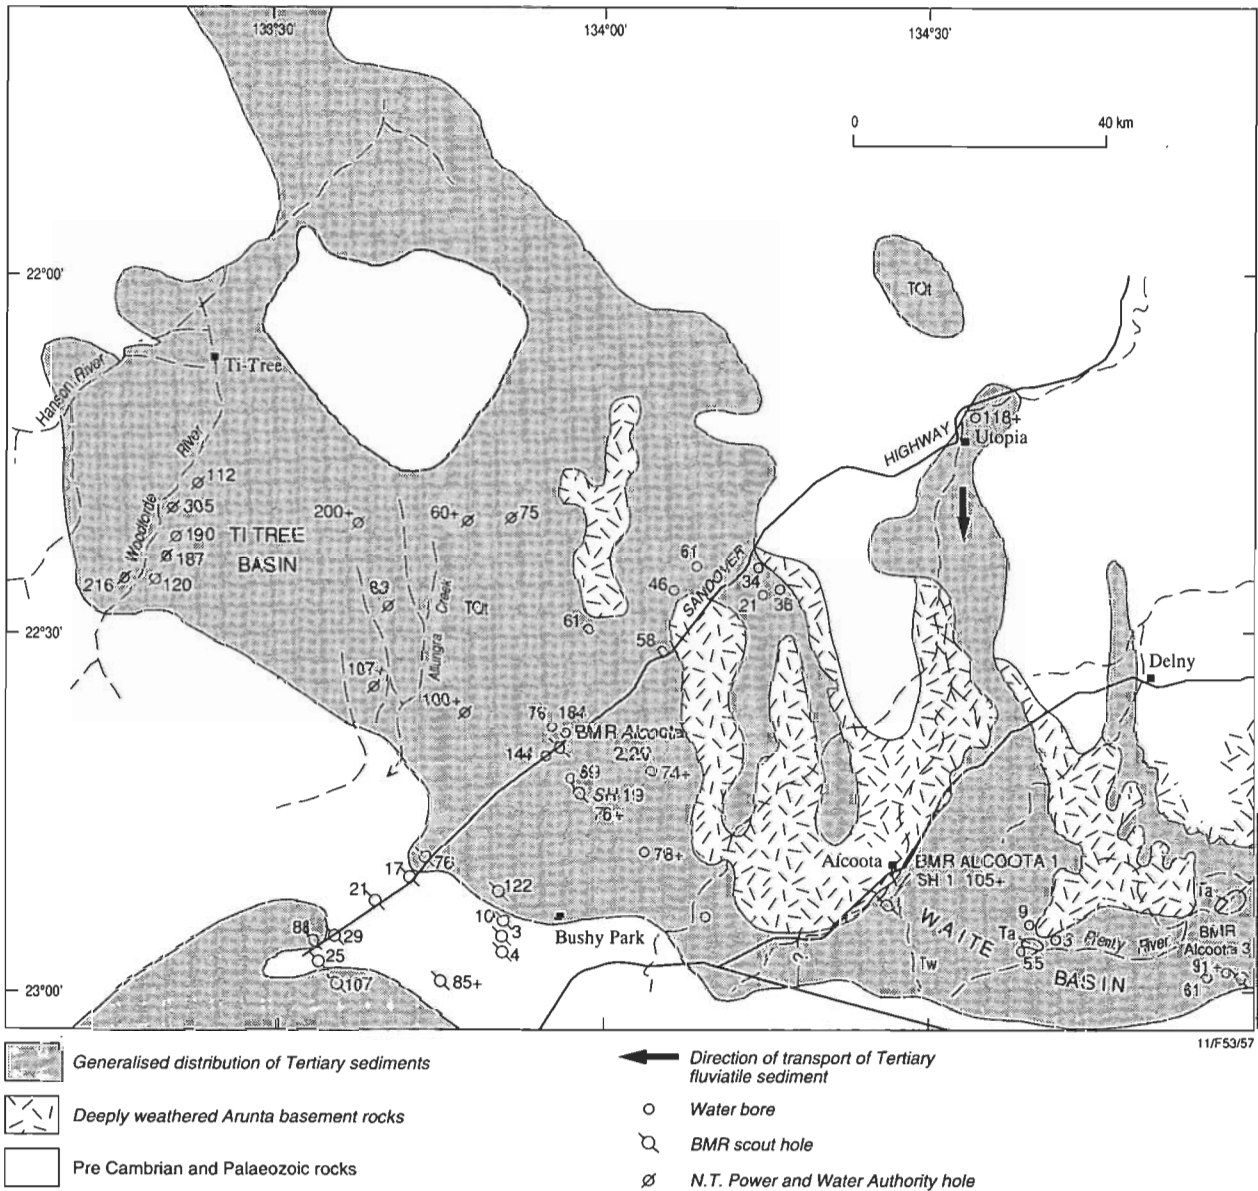 133°30'
134°00'
134°30'
0
40 km
22°00'
TQt
Ti-Tree
Hanson River
118+
Utopia
HIGHWAY
River
112
305
Woodforde
190
187
216
120
TI TREE
BASIN
200+
60+
75
83
Allungra Creek
TQt
61
46
SANDOVER
34
21
36
61
58
22°30'
Delny
107+
100+
76
184
BMR Alcoota
2,20
144
89
74+
SH 19
76+
78+
Alcoota
BMR ALCOOTA 1
SH 1 105+
17
76
21
122
10
3
4
Bushy Park
88
29
25
107
85+
WAITE
BASIN
9
Ta
3
55
Plenty River
Ta
BMR
Alcoota 3
91+
61
Tw
?
23°00'
11/F53/57
Generalised distribution of Tertiary sediments
Deeply weathered Arunta basement rocks
Pre Cambrian and Palaeozoic rocks
Direction of transport of Tertiary
fluviatile sediment
Water bore
BMR scout hole
N.T. Power and Water Authority hole